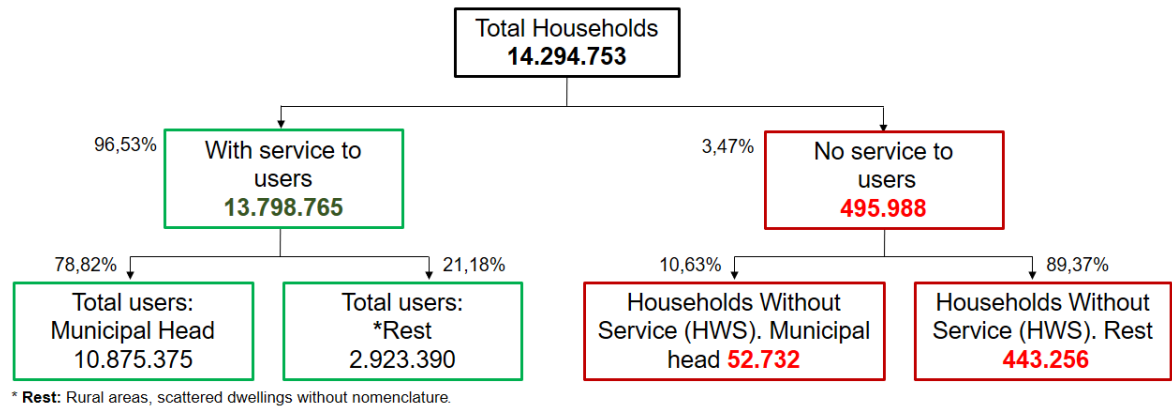 Total Households
14.294.753
96,53%
With service to
users
13.798.765
3,47%
No service to
users
495.988
78,82%
Total users:
Municipal Head
10.875.375
21,18%
Total users:
*Rest
2.923.390
10,63%
Households Without
Service (HWS). Municipal
head 52.732
89,37%
Households Without
Service (HWS). Rest
443.256
* Rest: Rural areas, scattered dwellings without nomenclature.